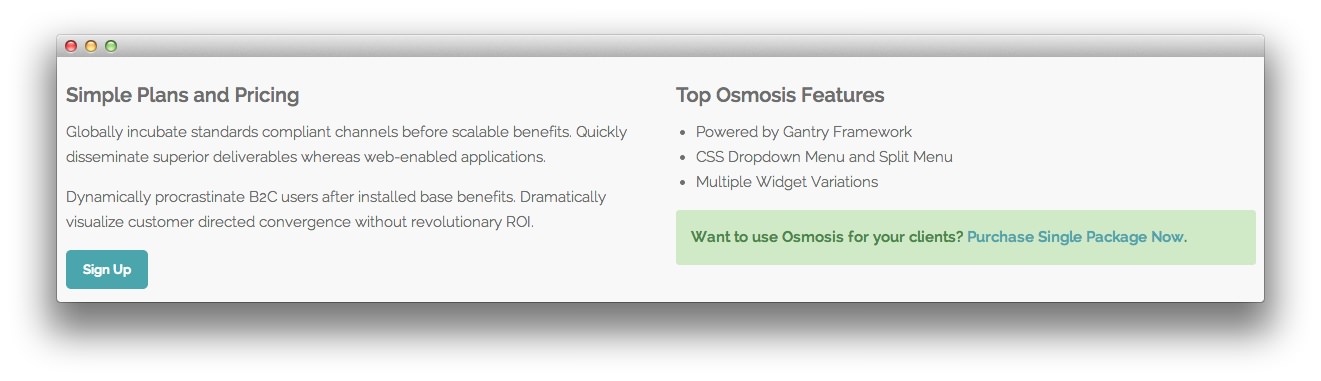 Simple Plans and Pricing
Globally incubate standards compliant channels before scalable benefits. Quickly
disseminate superior deliverables whereas web-enabled applications.
Dynamically procrastinate B2C users after installed base benefits. Dramatically
visualize customer directed convergence without revolutionary ROI.
Sign Up
Top Osmosis Features
• Powered by Gantry Framework
• CSS Dropdown Menu and Split Menu
• Multiple Widget Variations
Want to use Osmosis for your clients? Purchase Single Package Now.